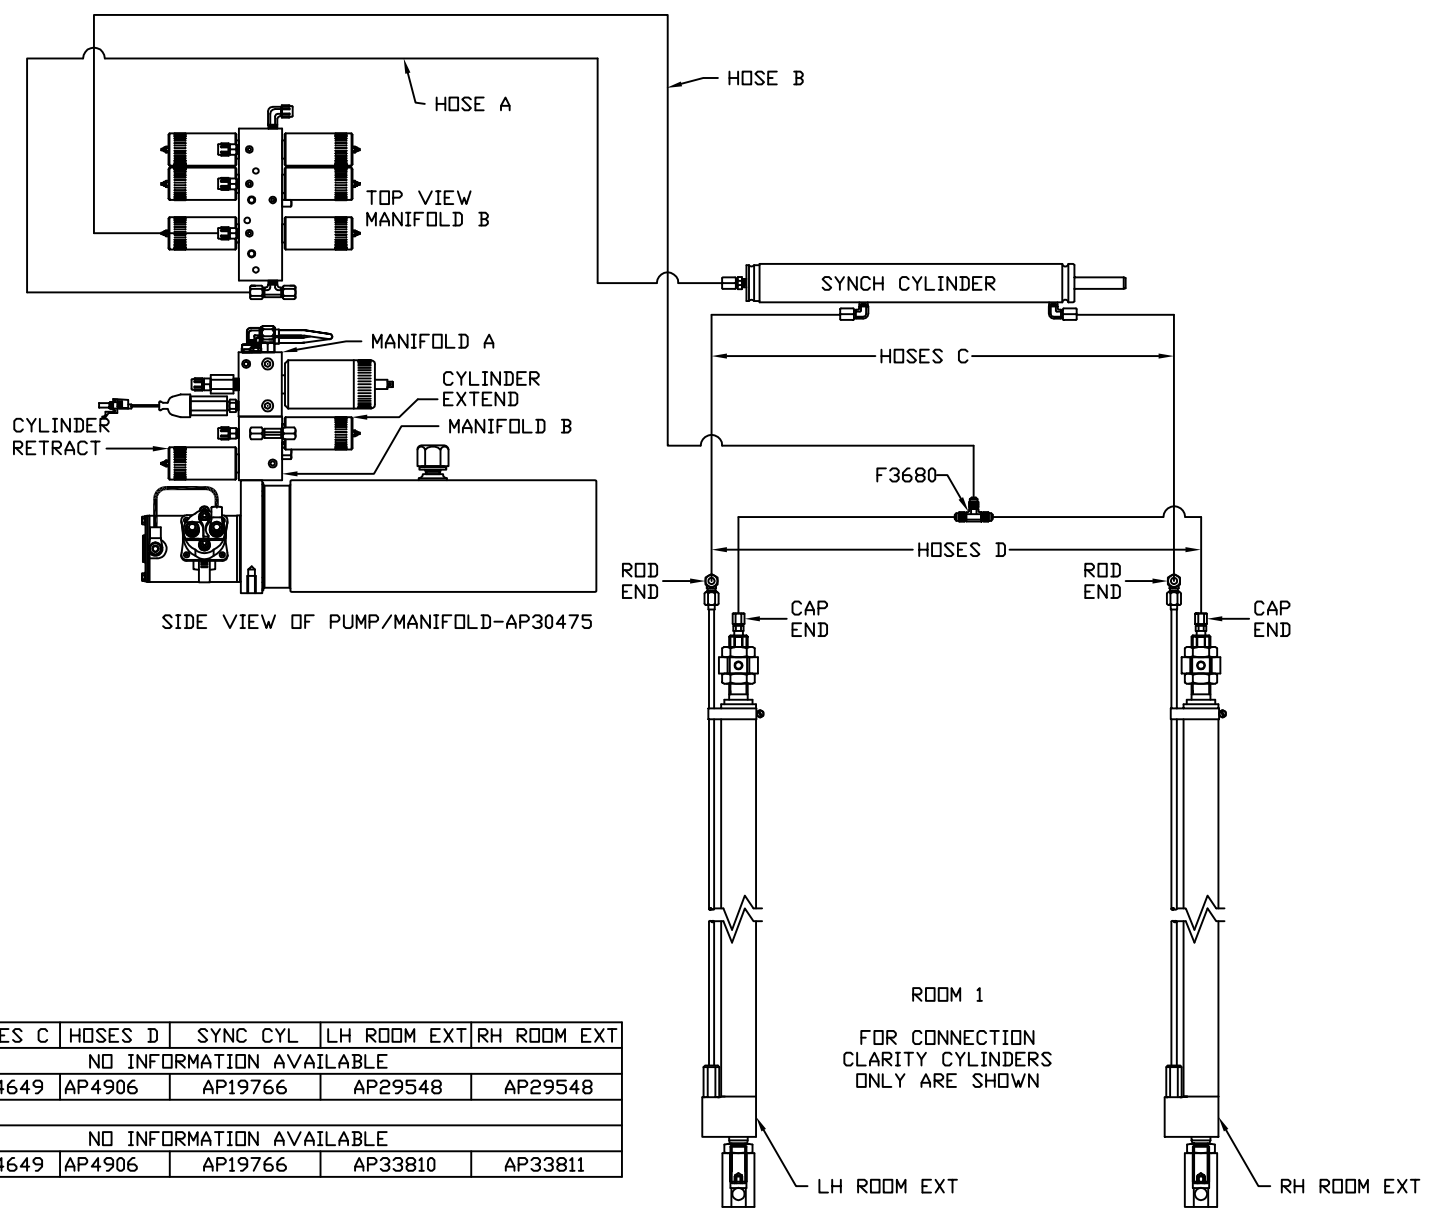 HOSE B
HOSE A
TOP VIEW
MANIFOLD B
SYNCH CYLINDER
MANIFOLD A
HOSES C
CYLINDER
EXTEND
CYLINDER
RETRACT
MANIFOLD B
F3680
HOSES D
ROD
END
ROD
END
CAP
END
CAP
END
SIDE VIEW OF PUMP/MANIFOLD-AP30475
ROOM 1
FOR CONNECTION
CLARITY CYLINDERS
ONLY ARE SHOWN
ES C HOSES D SYNC CYL LH ROOM EXT RH ROOM EXT
NO INFORMATION AVAILABLE
4649 AP4906 AP19766 AP29548 AP29548
NO INFORMATION AVAILABLE
4649 AP4906 AP19766 AP33810 AP33811
LH ROOM EXT
RH ROOM EXT